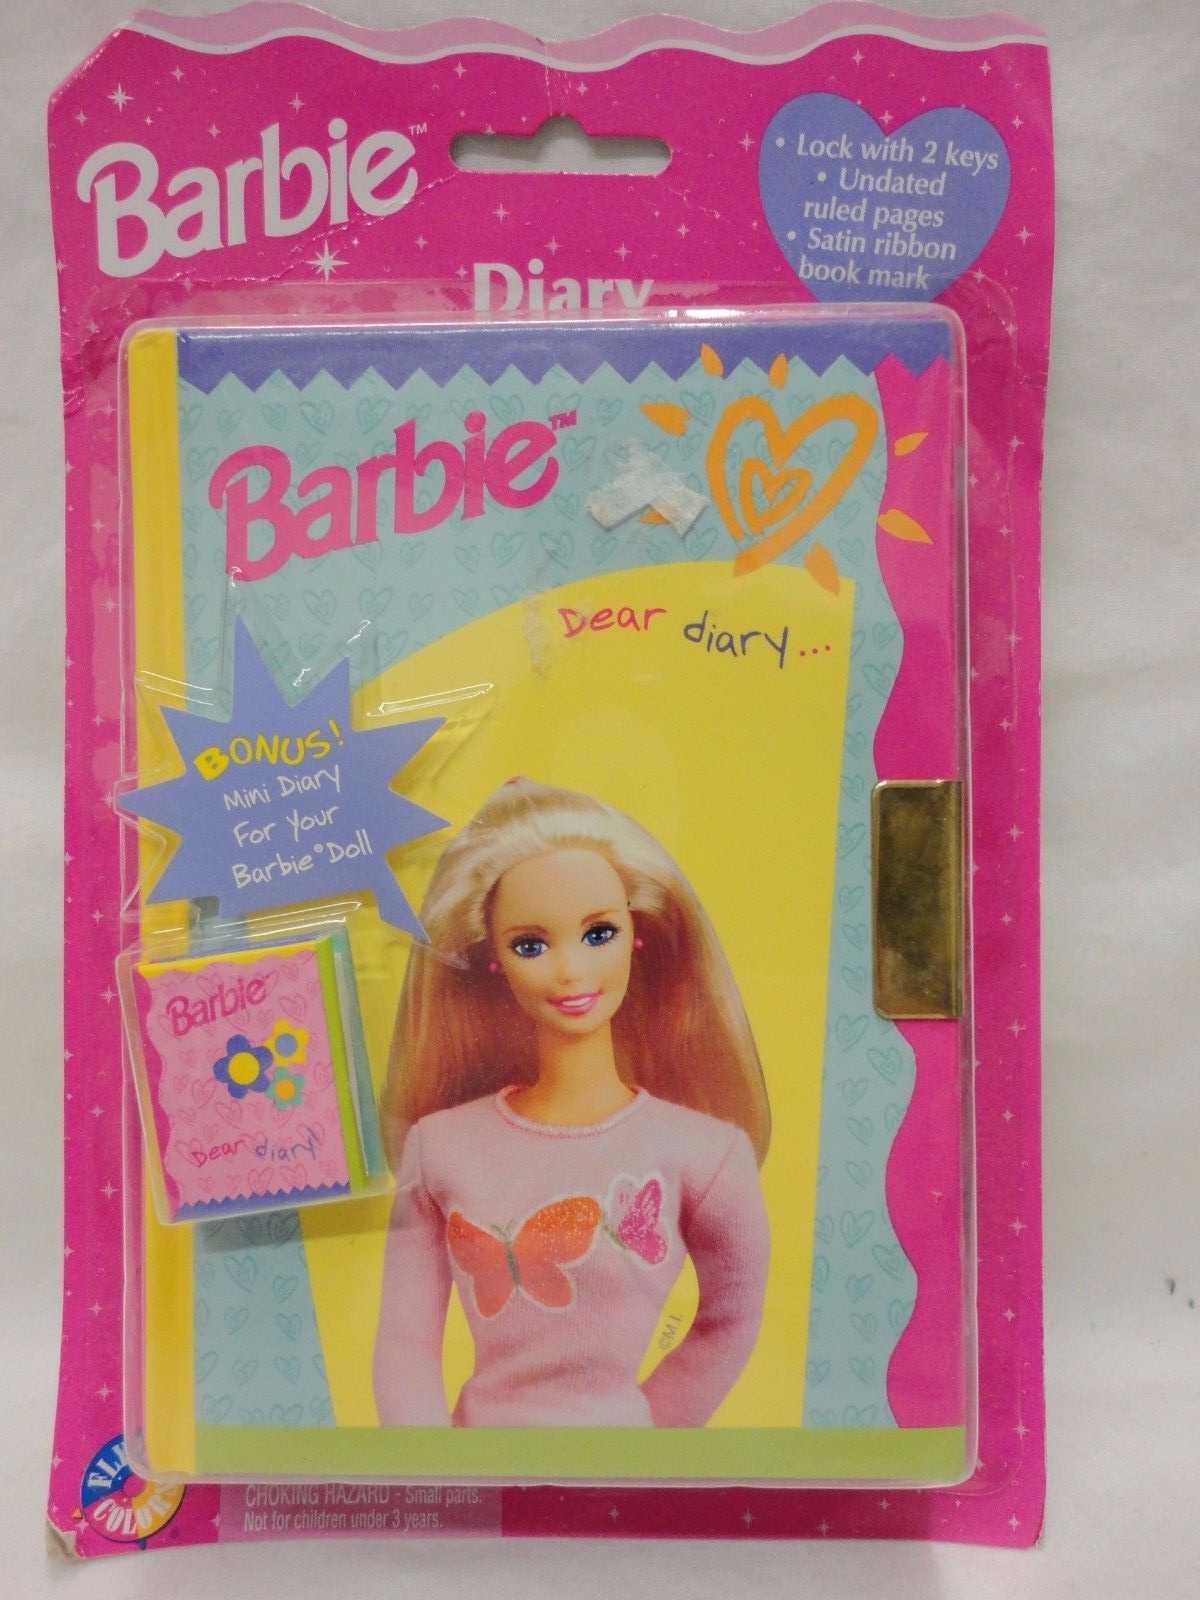 Barbie™
• Lock with 2 keys
• Undated
ruled pages
• Satin ribbon
book mark
Diary
Barbie™
Dear diary...
BONUS!
Mini Diary
For Your
Barbie® Doll
Barbie
Dear diary!
©M.I.
COLORS
CHOKING HAZARD - Small parts.
Not for children under 3 years.